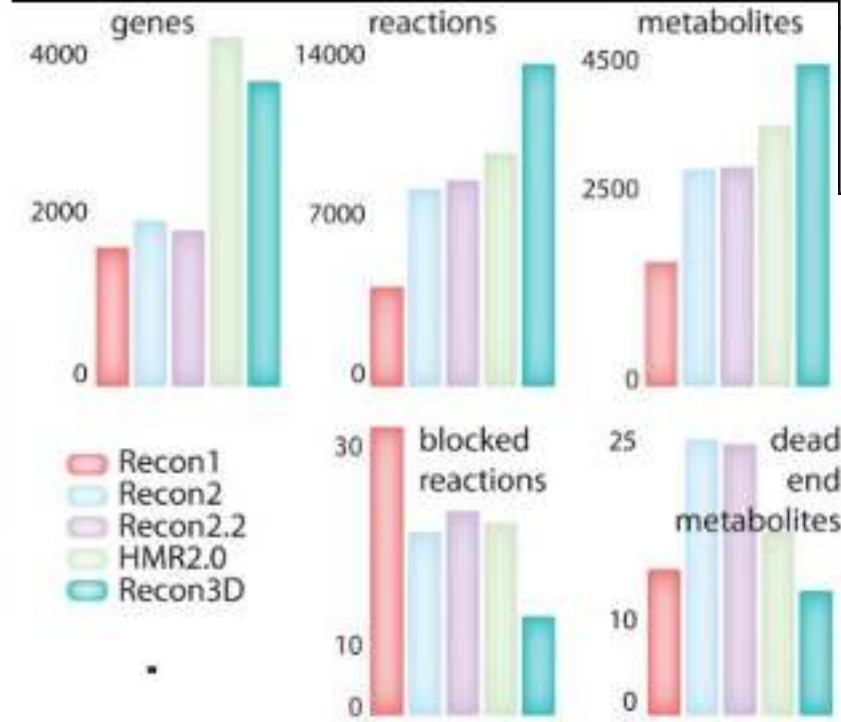 genes
4000
2000
0
reactions
14000
7000
0
metabolites
4500
2500
0
Recon1
Recon2
Recon2.2
HMR2.0
Recon3D
blocked
reactions
30
10
0
dead
end
metabolites
25
10
0